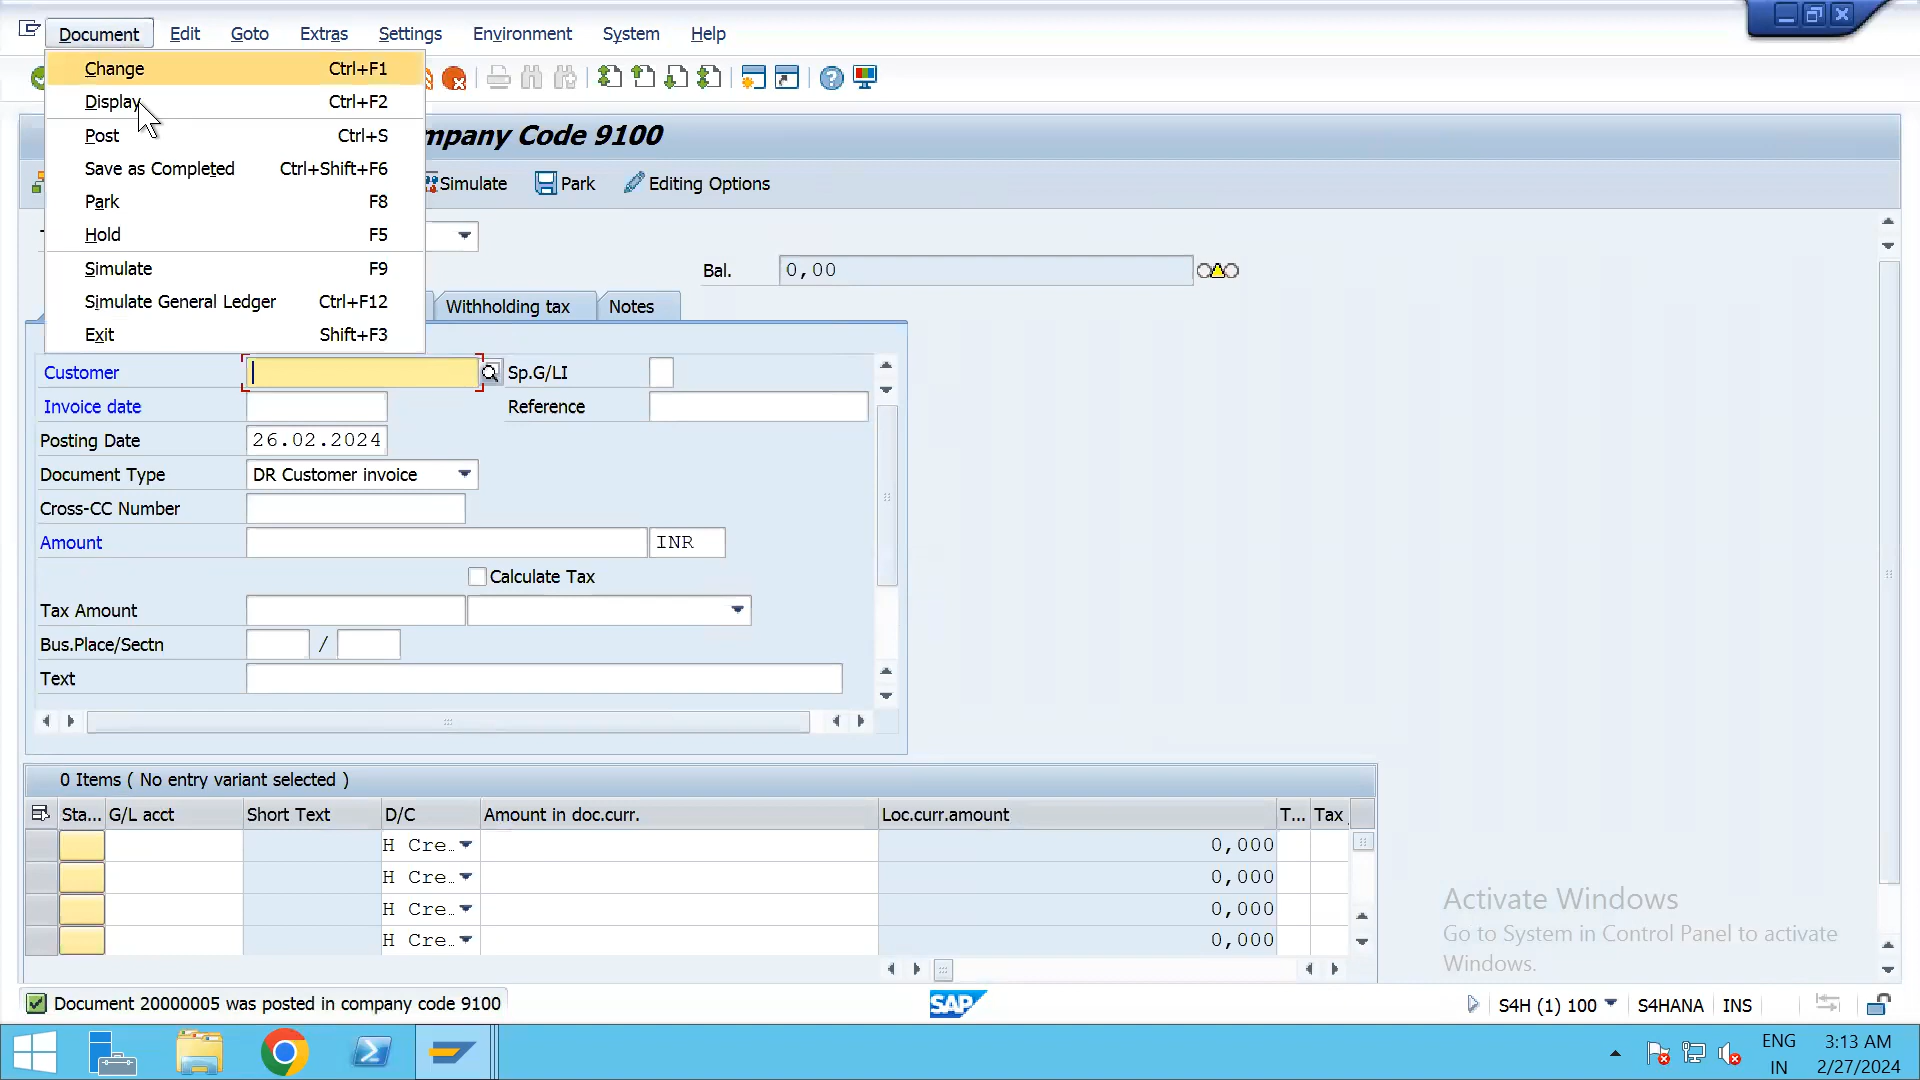 Document Edit Goto Extras Settings Environment System Help
Change Ctrl+F1
Display Ctrl+F2
Post Ctrl+S
Save as Completed Ctrl+Shift+F6
Park F8
Hold F5
Simulate F9
Simulate General Ledger Ctrl+F12
Exit Shift+F3
Company Code 9100
Simulate Park Editing Options
Bal. 0,00
Withholding tax Notes
Customer Sp.G/LI
Invoice date Reference
Posting Date 26.02.2024
Document Type DR Customer invoice
Cross-CC Number
Amount INR
Calculate Tax
Tax Amount
Bus.Place/Sectn /
Text
0 Items ( No entry variant selected )
Sta... G/L acct Short Text D/C Amount in doc.curr. Loc.curr.amount T... Tax
H Cre… 0,000
H Cre… 0,000
H Cre… 0,000
H Cre… 0,000
Activate Windows
Go to System in Control Panel to activate
Windows.
Document 20000005 was posted in company code 9100
SAP
S4H (1) 100 S4HANA INS
ENG 3:13 AM
IN 2/27/2024